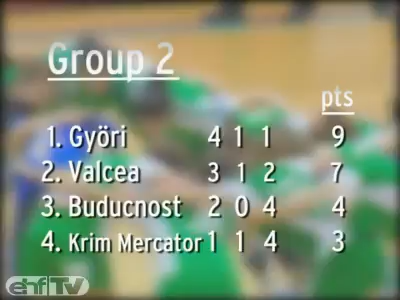 Group 2
pts
1. Györi 4 1 1 9
2. Valcea 3 1 2 7
3. Buducnost 2 0 4 4
4. Krim Mercator 1 1 4 3
ehfTV